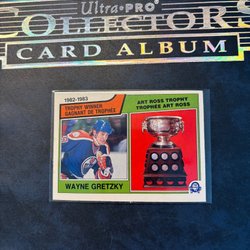 Ultra•PRO
COLLECTORS
CARD ALBUM
1982-1983
TROPHY WINNER
GAGNANT DE TROPHÉE
ART ROSS TROPHY
TROPHÉE ART ROSS
WAYNE GRETZKY